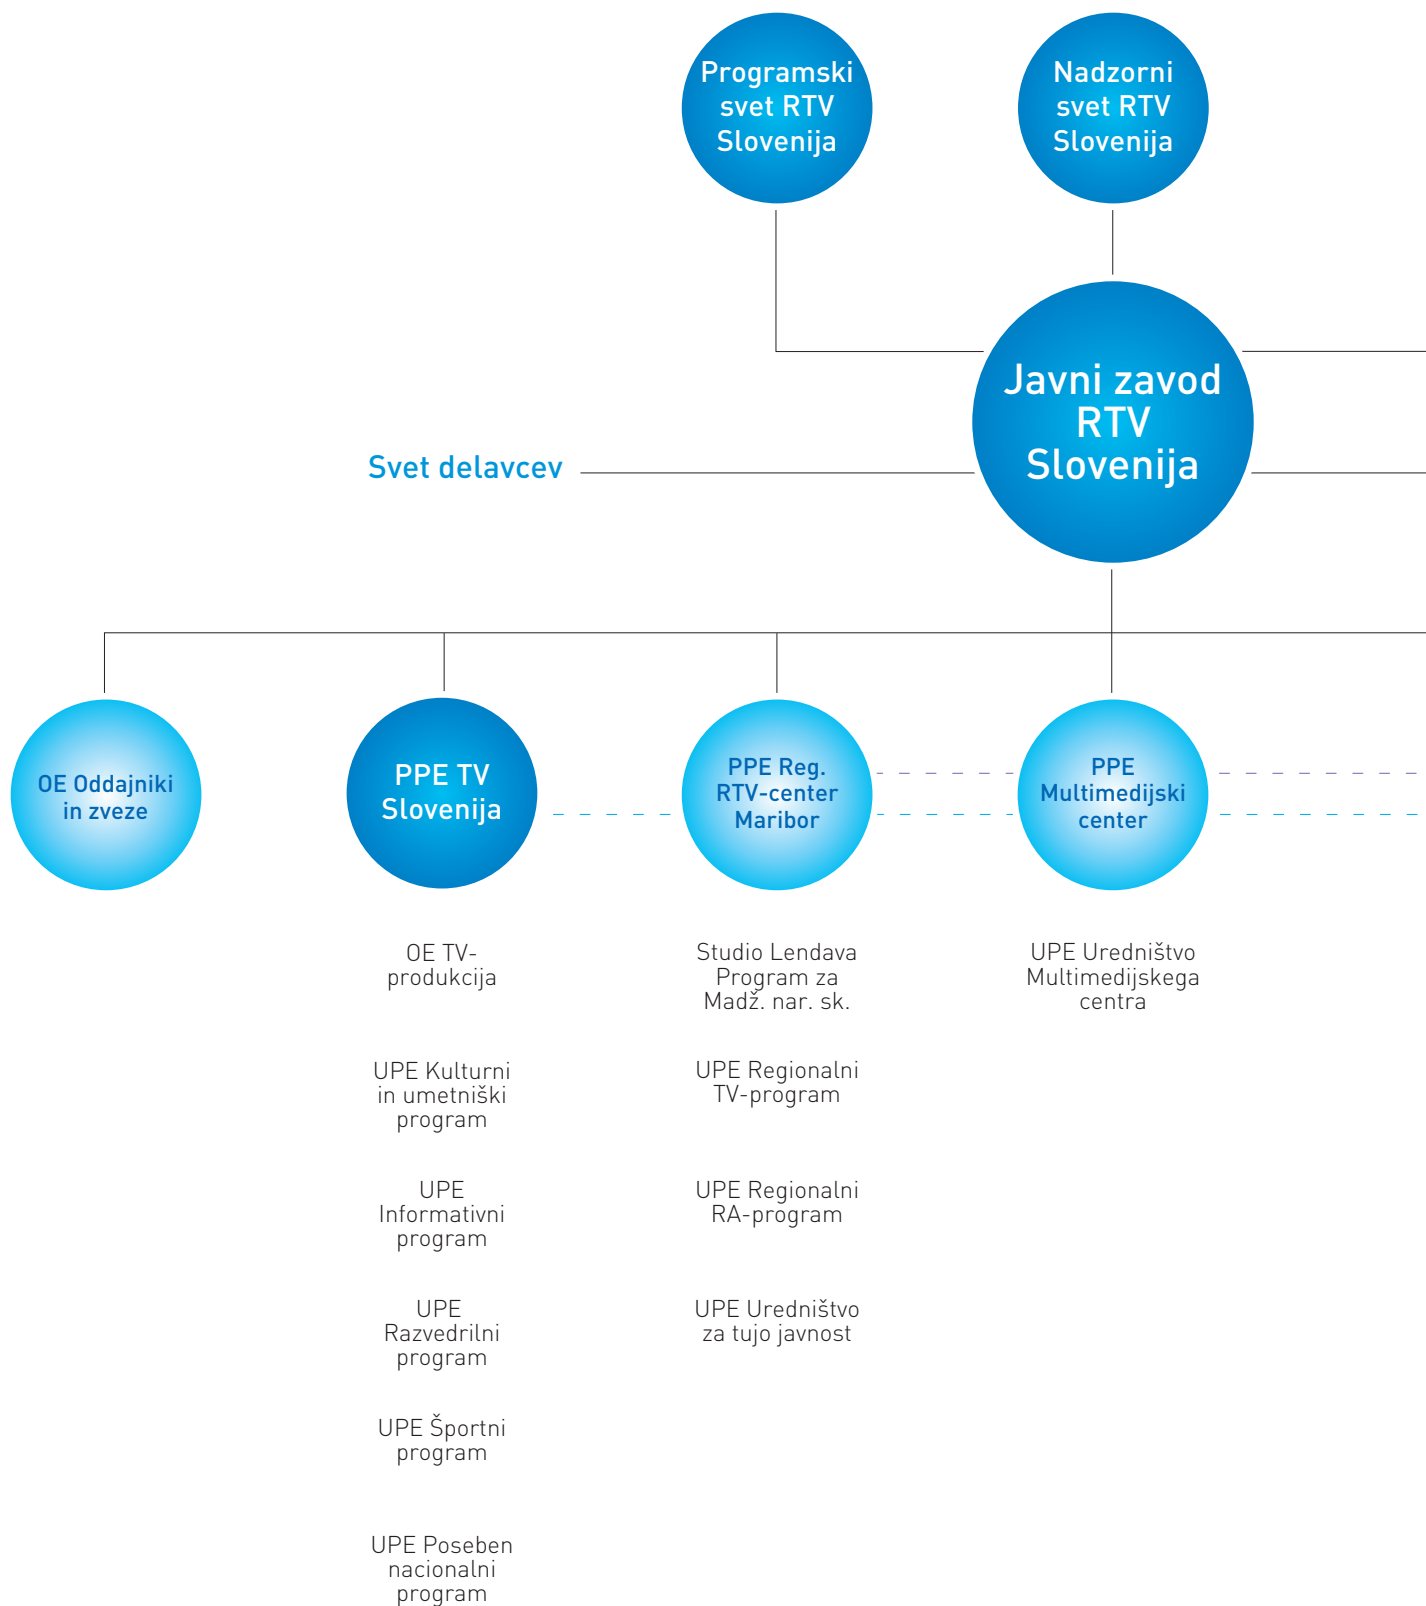 Programski
svet RTV
Slovenija
Nadzorni
svet RTV
Slovenija
Javni zavod
RTV
Slovenija
Svet delavcev
OE Oddajniki
in zveze
PPE TV
Slovenija
PPE Reg.
RTV-center
Maribor
PPE
Multimedijski
center
OE TV-
produkcija
UPE Kulturni
in umetniški
program
UPE
Informativni
program
UPE
Razvedrilni
program
UPE Športni
program
UPE Poseben
nacionalni
program
Studio Lendava
Program za
Madž. nar. sk.
UPE Regionalni
TV-program
UPE Regionalni
RA-program
UPE Uredništvo
za tujo javnost
UPE Uredništvo
Multimedijskega
centra